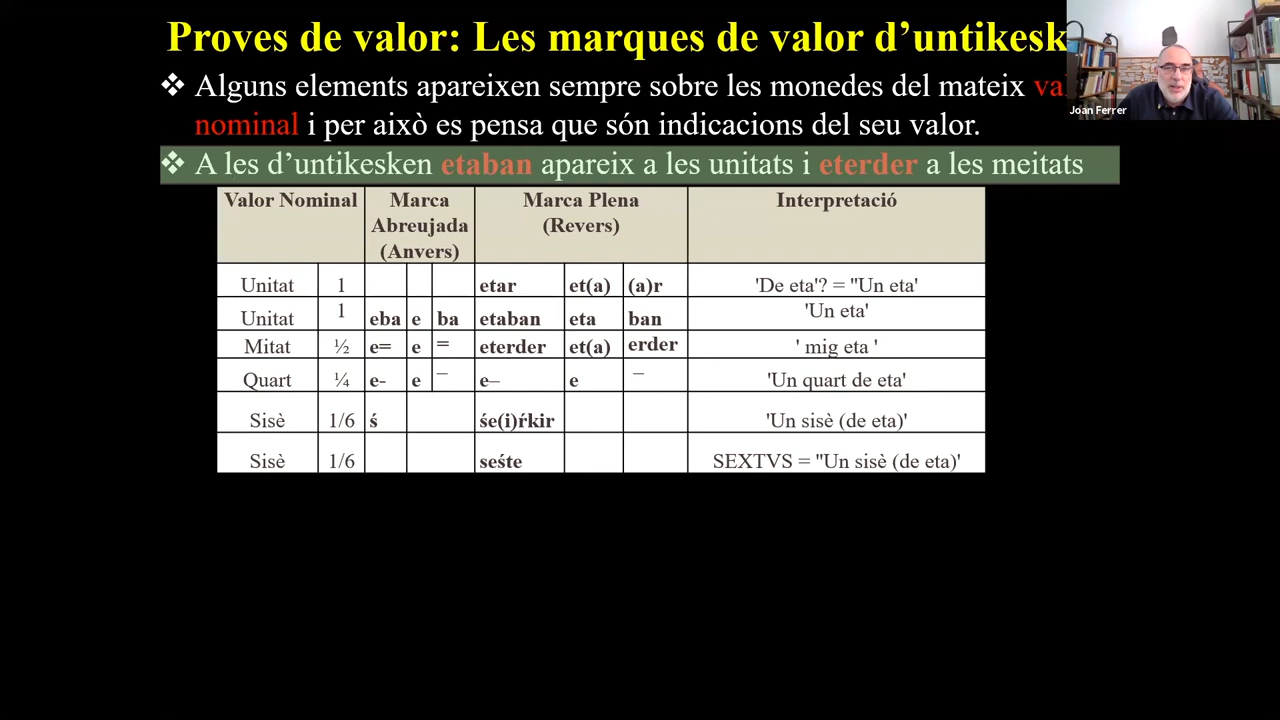 Proves de valor: Les marques de valor d’untikesk
❖ Alguns elements apareixen sempre sobre les monedes del mateix
nominal i per això es pensa que són indicacions del seu valor.
Joan Ferrer
❖ A les d’untikesken etaban apareix a les unitats i eterder a les meitats
Valor Nominal Marca Abreujada (Anvers) Marca Plena (Revers) Interpretació
Unitat 1 etar et(a) (a)r 'De eta'? = "Un eta'
Unitat 1 eba e ba etaban eta ban 'Un eta'
Mitat ½ e= e = eterder et(a) erder ' mig eta '
Quart ¼ e- e – e– e – 'Un quart de eta'
Sisè 1/6 ś śe(i)ŕkir 'Un sisè (de eta)'
Sisè 1/6 seśte SEXTVS = "Un sisè (de eta)'